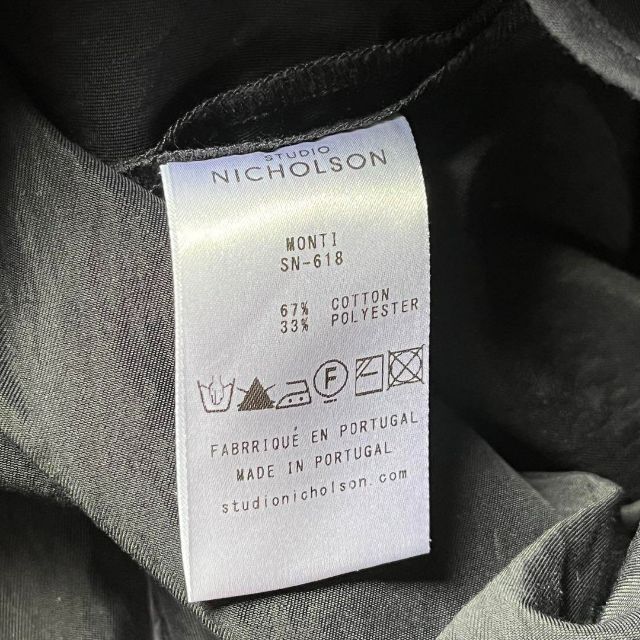 STUDIO
NICHOLSON
MONTI
SN-618
67% COTTON
33% POLYESTER
F
FABRRIQUÉ EN PORTUGAL
MADE IN PORTUGAL
studionicholson.com